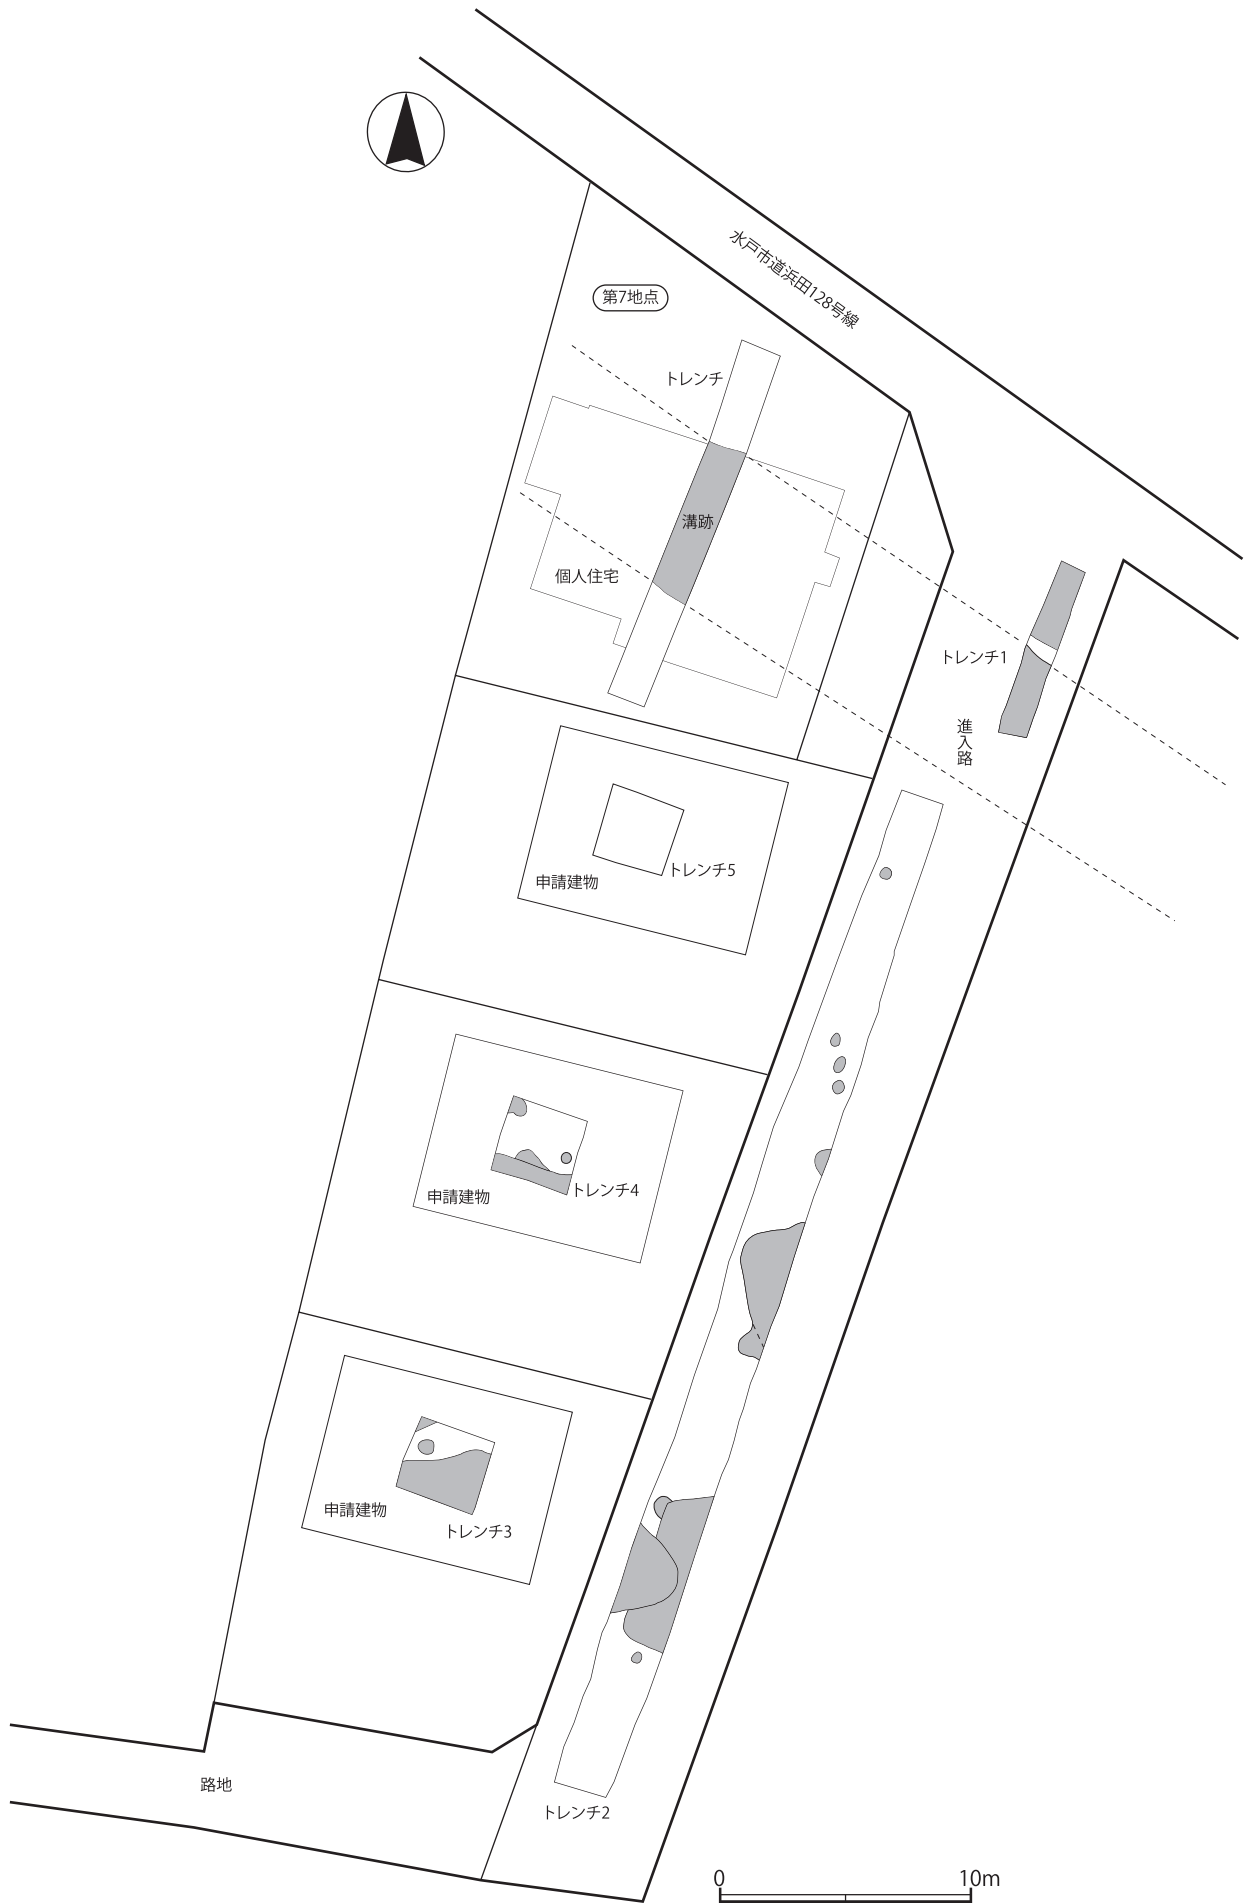 水戸市道浜田128号線
第7地点
トレンチ
溝跡
個人住宅
トレンチ1
進入路
トレンチ5
申請建物
トレンチ4
申請建物
申請建物
トレンチ3
路地
トレンチ2
0 10m